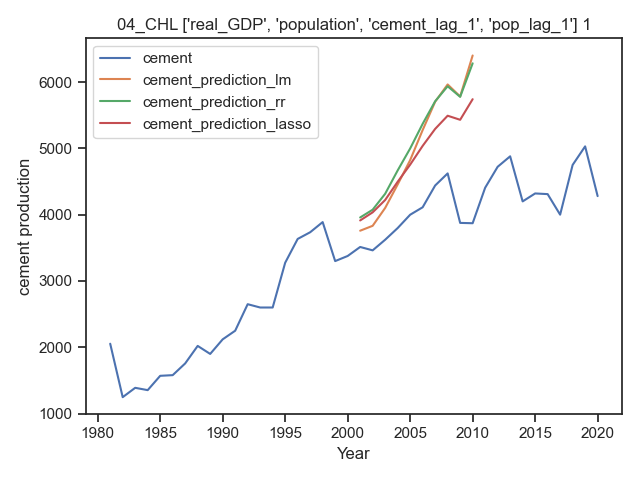 04_CHL ['real_GDP', 'population', 'cement_lag_1', 'pop_lag_1'] 1
cement
cement_prediction_lm
cement_prediction_rr
cement_prediction_lasso
6000
5000
4000
3000
2000
1000
cement production
1980 1985 1990 1995 2000 2005 2010 2015 2020
Year